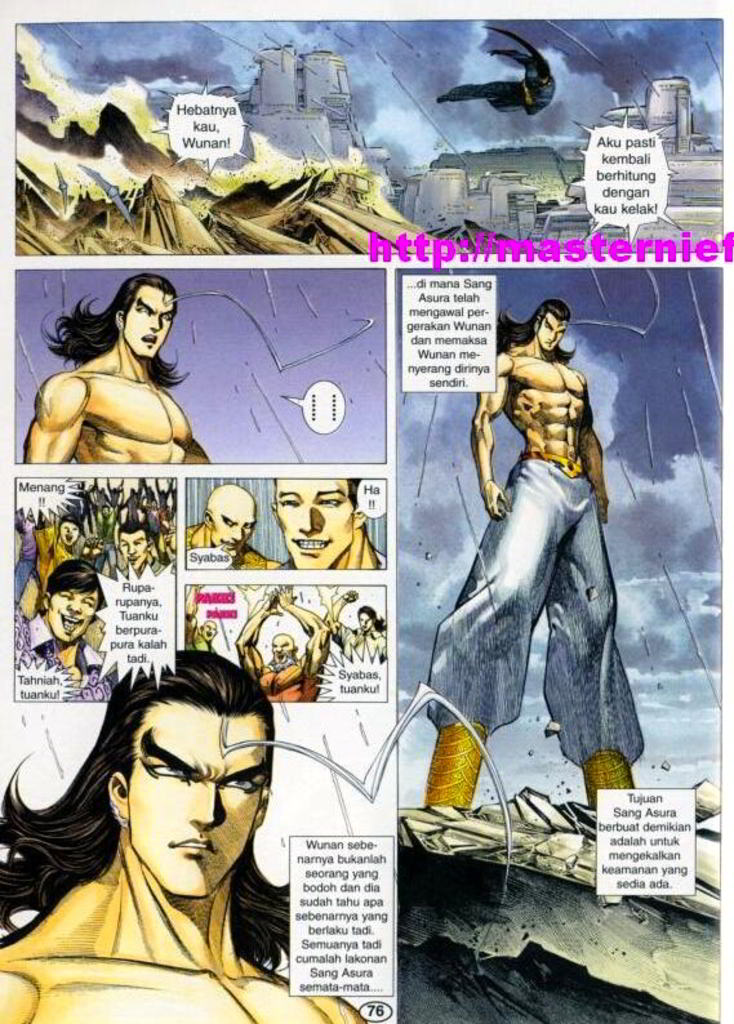 Hebatnya
kau,
Wunan!
Aku pasti
kembali
berhitung
dengan
kau kelak!
http://masternief
...di mana Sang
Asura telah
mengawal per-
gerakan Wunan
dan memaksa
Wunan me-
nyerang dirinya
sendiri.
Menang
!!
Rupa-
rupanya,
Tuanku
berpura-
pura kalah
tadi.
Tahniah,
tuanku!
Ha
!!
Syabas
Syabas,
tuanku!
Wunan sebe-
narnya bukanlah
seorang yang
bodoh dan dia
sudah tahu apa
sebenarnya yang
berlaku tadi.
Semuanya tadi
cumalah lakonan
Sang Asura
semata-mata....
Tujuan
Sang Asura
berbuat demikian
adalah untuk
mengekalkan
keamanan yang
sedia ada.
76